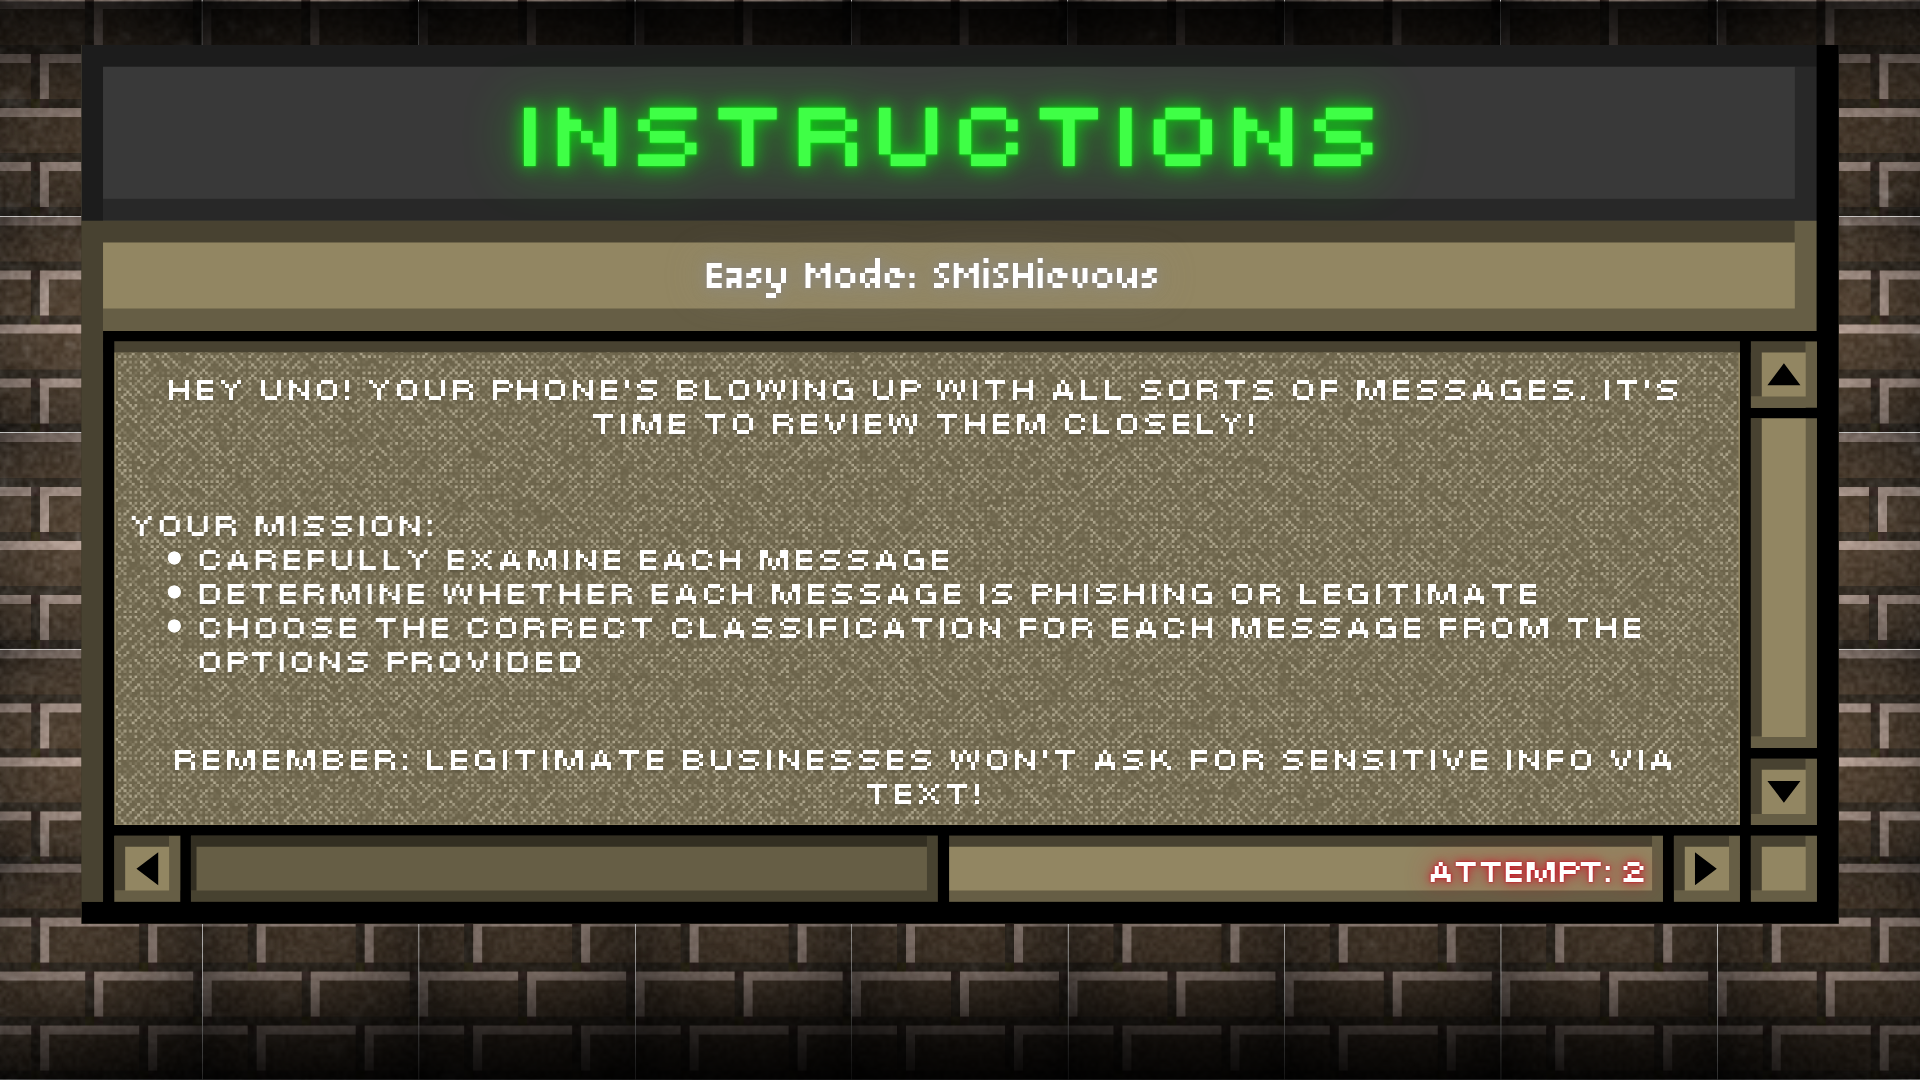 INSTRUCTIONS
Easy Mode: SMiSHievous
HEY UNO! YOUR PHONE'S BLOWING UP WITH ALL SORTS OF MESSAGES. IT'S
TIME TO REVIEW THEM CLOSELY!
YOUR MISSION:
• CAREFULLY EXAMINE EACH MESSAGE
• DETERMINE WHETHER EACH MESSAGE IS PHISHING OR LEGITIMATE
• CHOOSE THE CORRECT CLASSIFICATION FOR EACH MESSAGE FROM THE
OPTIONS PROVIDED
REMEMBER: LEGITIMATE BUSINESSES WON'T ASK FOR SENSITIVE INFO VIA
TEXT!
ATTEMPT: 2